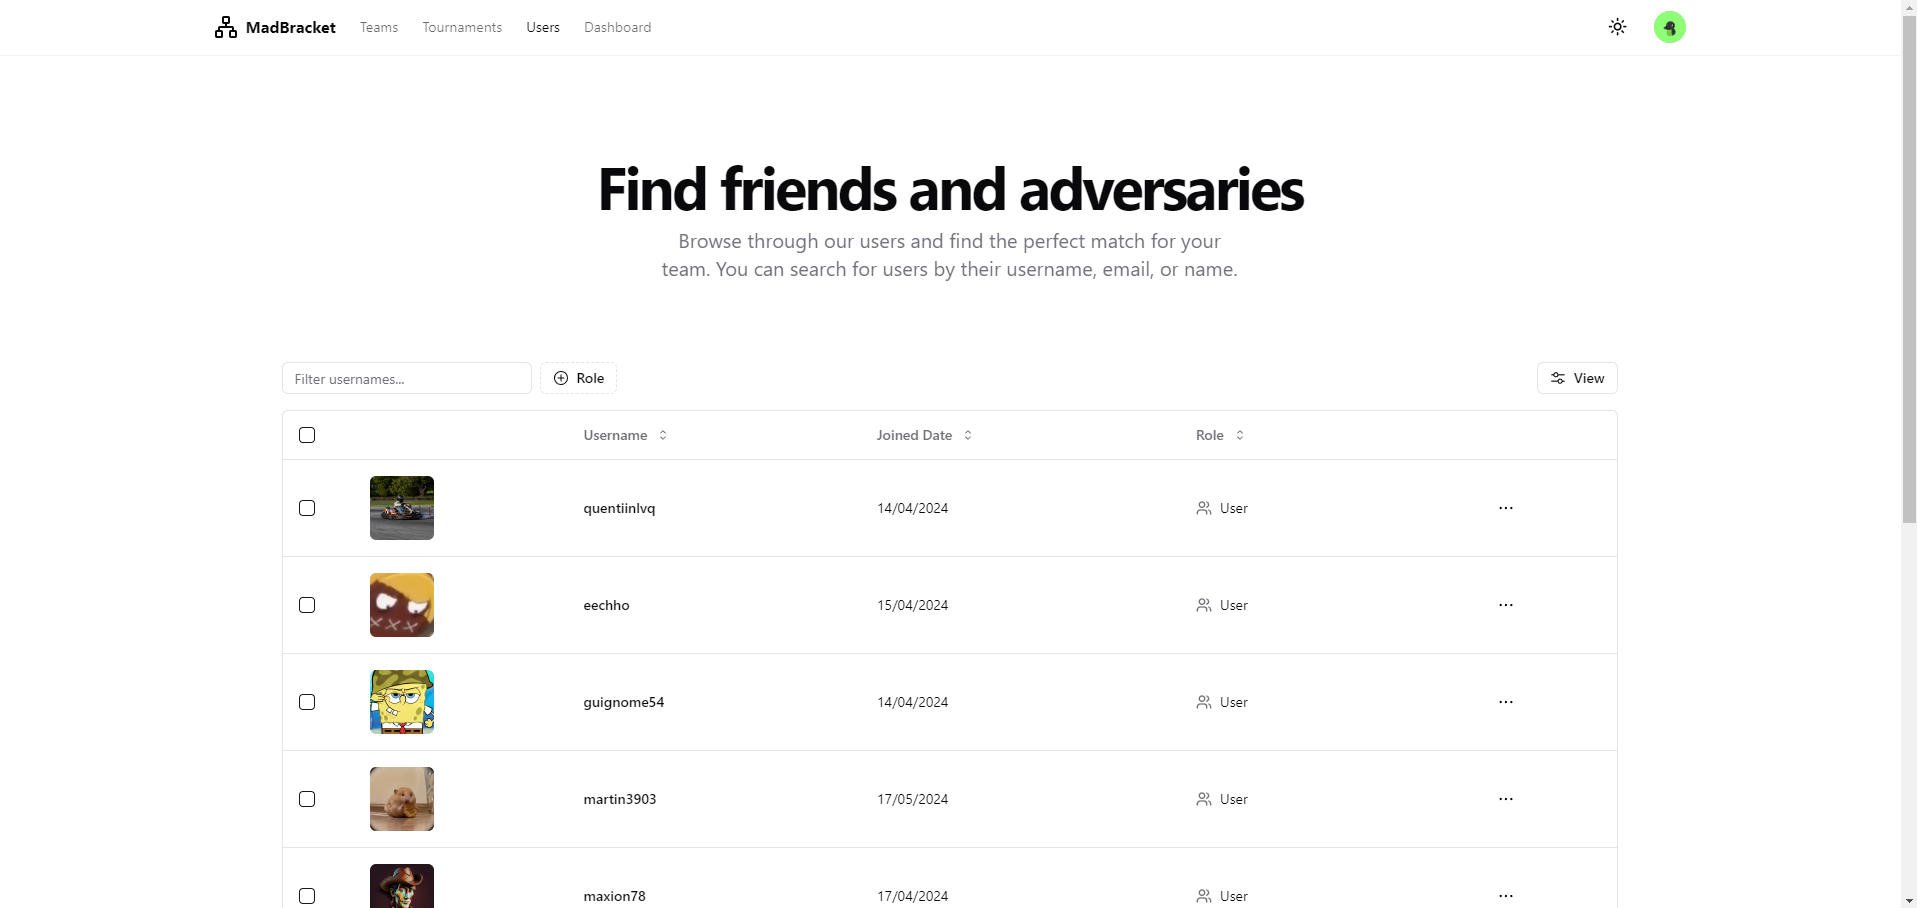 MadBracket Teams Tournaments Users Dashboard
Find friends and adversaries
Browse through our users and find the perfect match for your
team. You can search for users by their username, email, or name.
Filter usernames... Role View
Username Joined Date Role
quentiinlvq 14/04/2024 User
eechho 15/04/2024 User
guignome54 14/04/2024 User
martin3903 17/05/2024 User
maxion78 17/04/2024 User